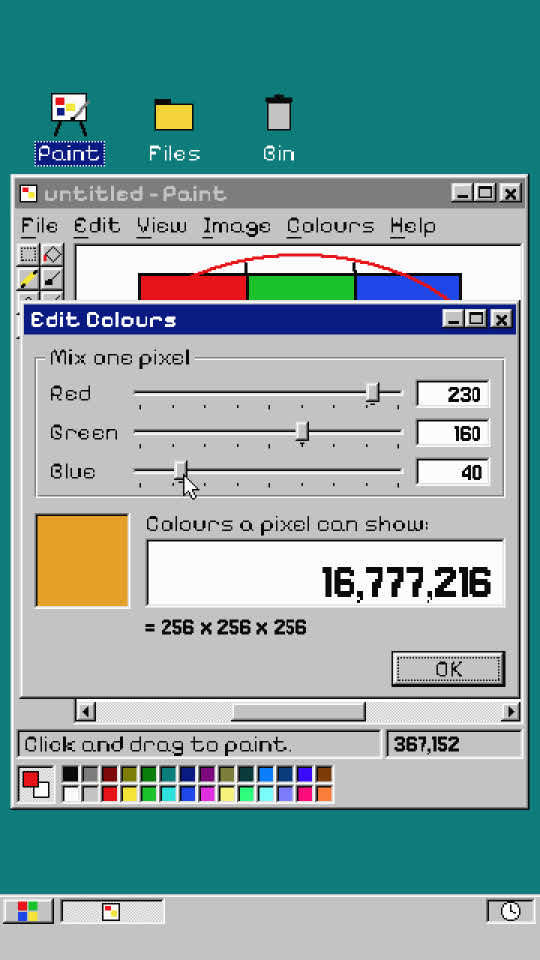 Paint
Files
Bin
untitled - Paint
File Edit View Image Colours Help
Edit Colours
Mix one pixel
Red 230
Green 160
Blue 40
Colours a pixel can show:
16,777,216
= 256 x 256 x 256
OK
Click and drag to paint.
367,152